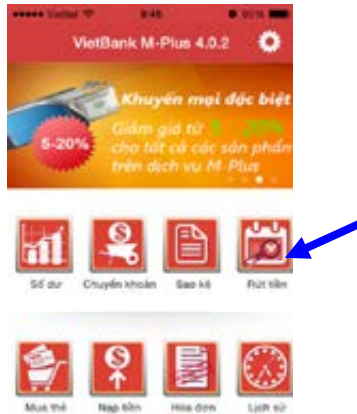 Viettel
VietBank M-Plus 4.0.2
Khuyến mại đặc biệt
5-20%
Giảm giá từ 5 20%
cho tất cả các sản phẩm
trên dịch vụ M-Plus
Số dư Chuyển khoản Sao kê Rút tiền
Mua thẻ Nạp tiền Hóa đơn Lịch sử